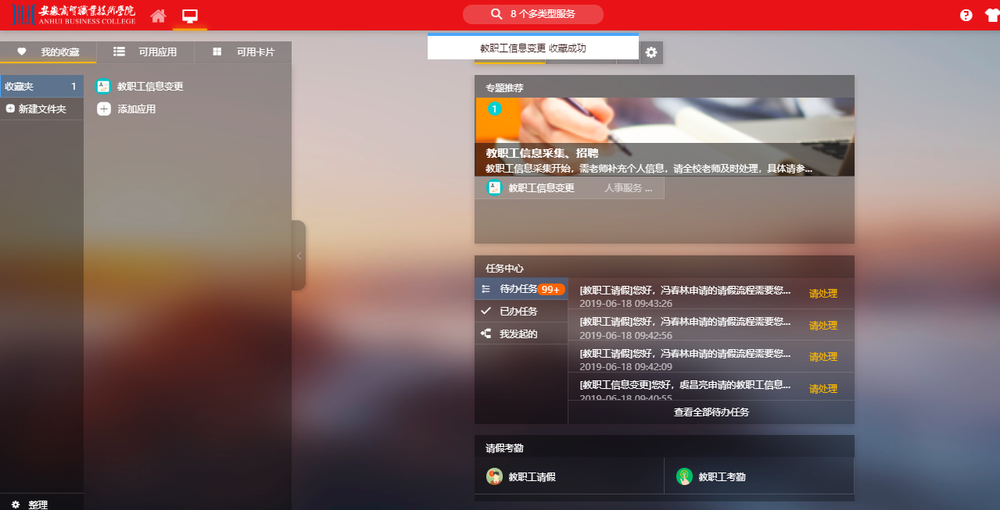 安徽商贸职业技术学院
ANHUI BUSINESS COLLEGE
8 个多类型服务
教职工信息变更 收藏成功
我的收藏
可用应用
可用卡片
收藏夹 1
新建文件夹
教职工信息变更
添加应用
整理
专题推荐
1
教职工信息采集、招聘
教职工信息采集开始，需老师补充个人信息，请全校老师及时处理，具体请参...
教职工信息变更 人事服务 ...
任务中心
待办任务 99+
已办任务
我发起的
[教职工请假]您好，冯春林申请的请假流程需要您... 请处理
2019-06-18 09:43:26
[教职工请假]您好，冯春林申请的请假流程需要您... 请处理
2019-06-18 09:42:56
[教职工请假]您好，冯春林申请的请假流程需要您... 请处理
2019-06-18 09:42:09
[教职工信息变更]您好，虞昌亮申请的教职工信息... 请处理
2019-06-18 09:40:55
查看全部待办任务
请假考勤
教职工请假
教职工考勤